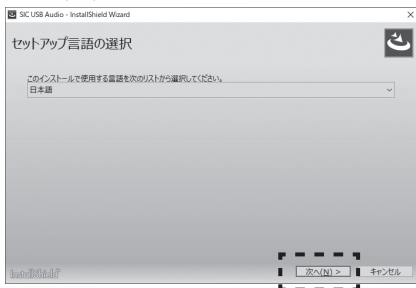 SIC USB Audio - InstallShield Wizard
セットアップ言語の選択
このインストールで使用する言語を次のリストから選択してください。
日本語
InstallShield
次へ(N) >
キャンセル